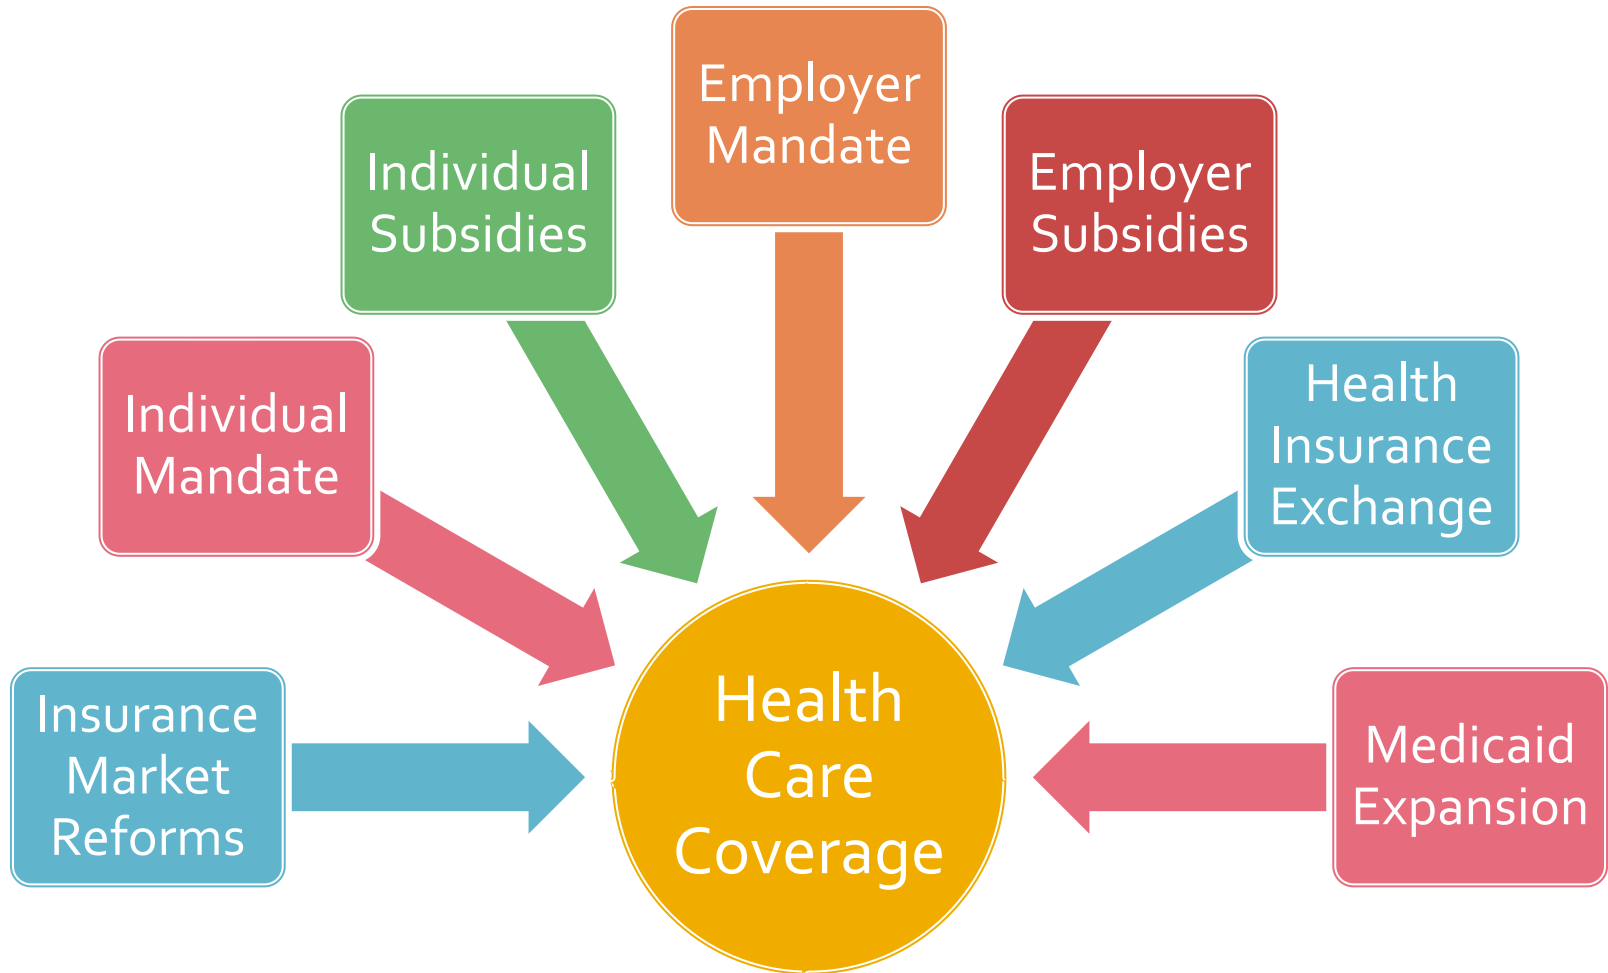 Employer
Mandate
Individual
Subsidies
Employer
Subsidies
Individual
Mandate
Health
Insurance
Exchange
Insurance
Market
Reforms
Medicaid
Expansion
Health
Care
Coverage